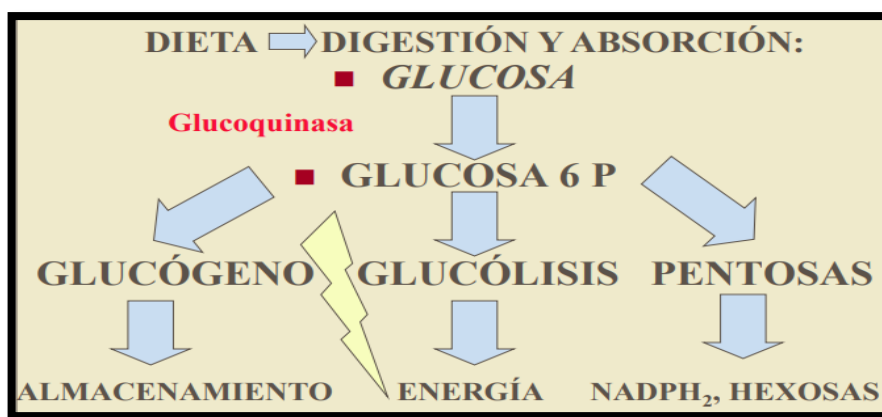 DIETA DIGESTIÓN Y ABSORCIÓN:
GLUCOSA
Glucoquinasa
GLUCOSA 6 P
GLUCÓGENO GLUCÓLISIS PENTOSAS
ALMACENAMIENTO ENERGÍA NADPH₂, HEXOSAS